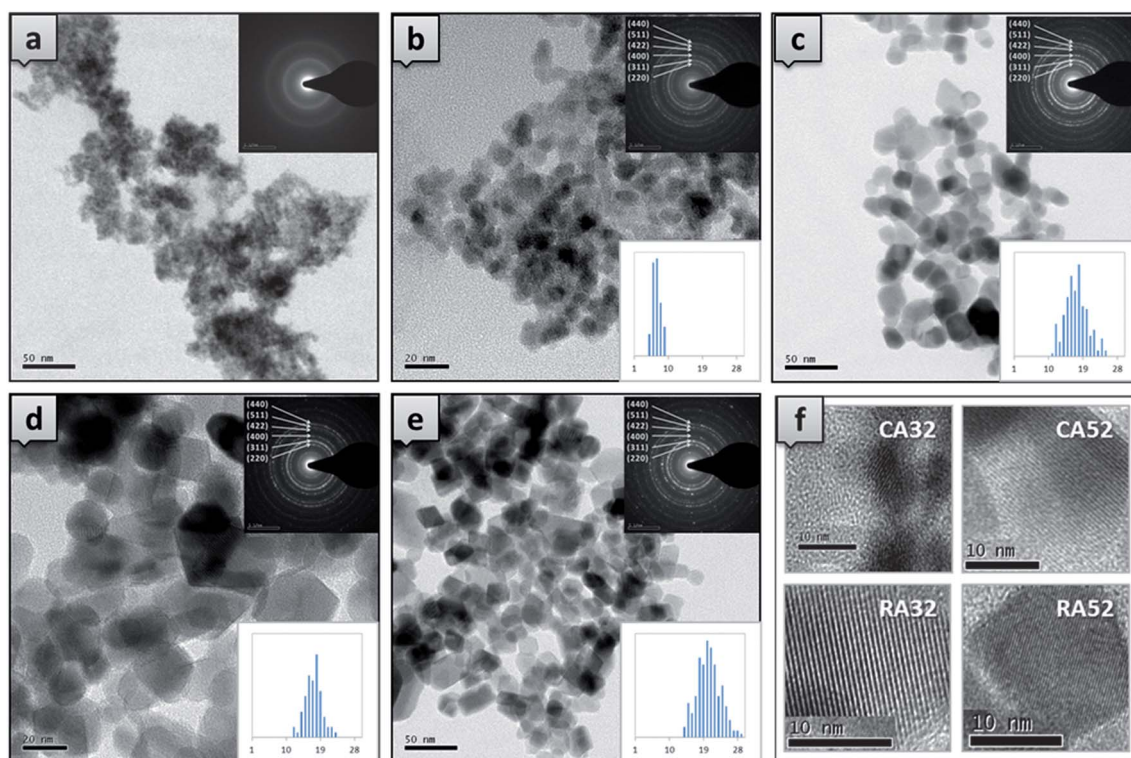 a
50 nm
b
(440)
(511)
(422)
(400)
(311)
(220)
20 nm
1 10 19 28
c
(440)
(511)
(422)
(400)
(311)
(220)
50 nm
1 10 19 28
d
(440)
(511)
(422)
(400)
(311)
(220)
20 nm
1 10 19 28
e
(440)
(511)
(422)
(400)
(311)
(220)
50 nm
1 10 19 28
f
CA32
10 nm
CA52
10 nm
RA32
10 nm
RA52
10 nm